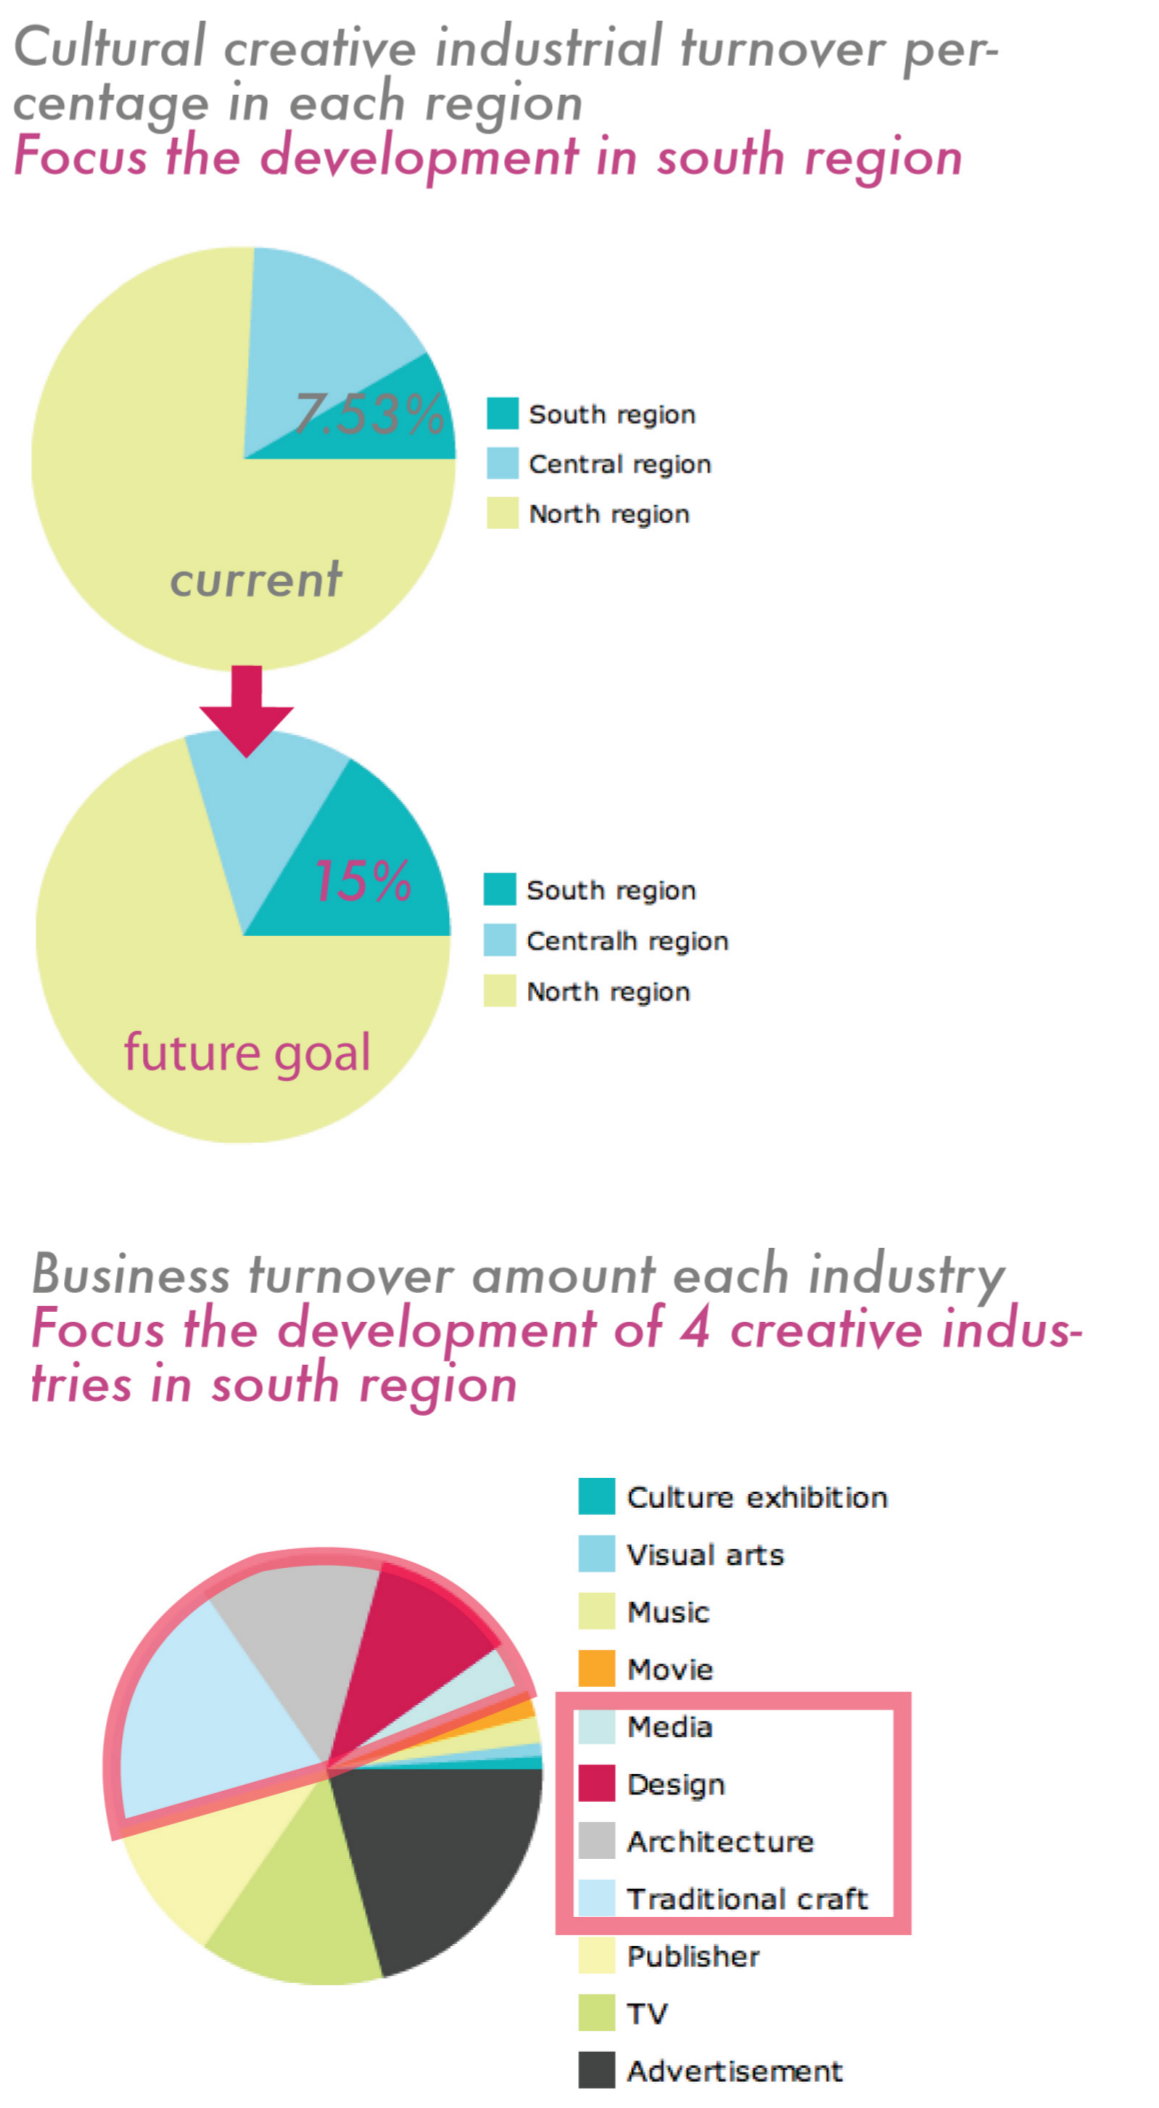 Cultural creative industrial turnover per-
centage in each region
Focus the development in south region
7.53%
South region
Central region
North region
current
15%
South region
Centralh region
North region
future goal
Business turnover amount each industry
Focus the development of 4 creative indus-
tries in south region
Culture exhibition
Visual arts
Music
Movie
Media
Design
Architecture
Traditional craft
Publisher
TV
Advertisement